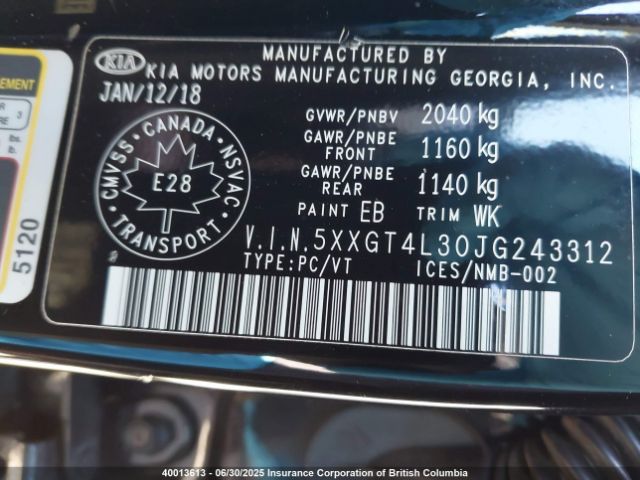 MANUFACTURED BY
KIA KIA MOTORS MANUFACTURING GEORGIA, INC.
JAN/12/18
GVWR/PNBV 2040 kg
GAWR/PNBE FRONT 1160 kg
GAWR/PNBE REAR 1140 kg
PAINT EB TRIM WK
CANADA
CMVSS NSVAC
E28
TRANSPORT
V.I.N.5XXGT4L30JG243312
TYPE:PC/VT ICES/NMB-002
5120
3
lbs.
40013613 - 06/30/2025 Insurance Corporation of British Columbia